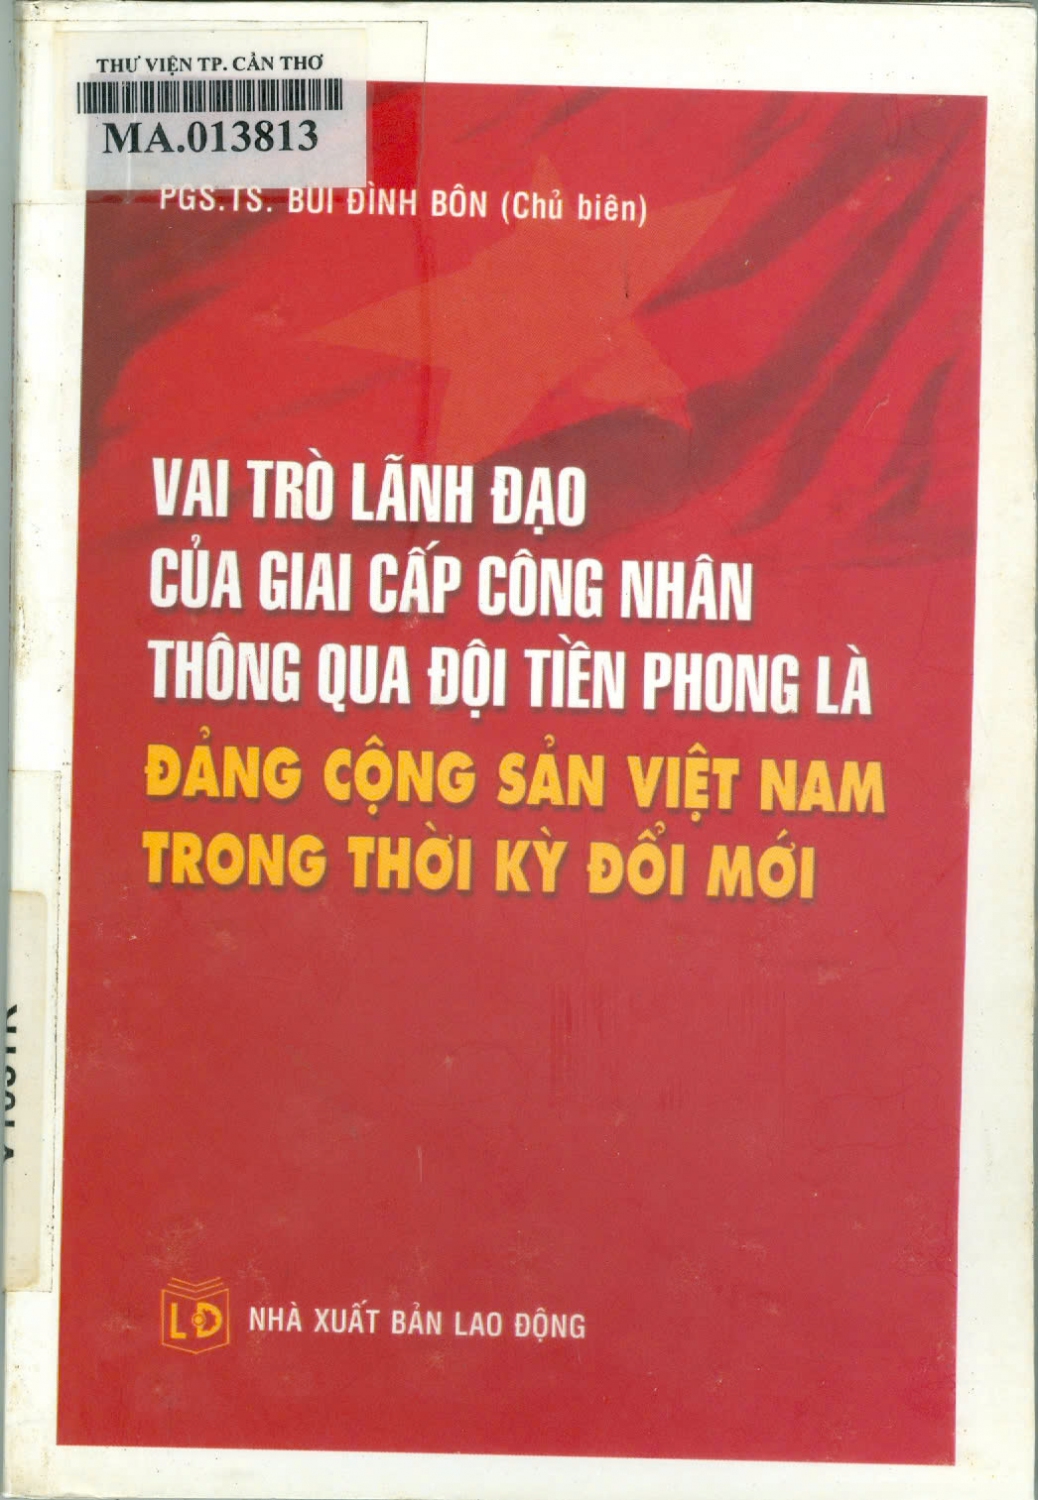 THƯ VIỆN TP. CẦN THƠ
MA.013813
PGS.TS. BÙI ĐÌNH BÔN (Chủ biên)
VAI TRÒ LÃNH ĐẠO
CỦA GIAI CẤP CÔNG NHÂN
THÔNG QUA ĐỘI TIỀN PHONG LÀ
ĐẢNG CỘNG SẢN VIỆT NAM
TRONG THỜI KỲ ĐỔI MỚI
LĐ NHÀ XUẤT BẢN LAO ĐỘNG